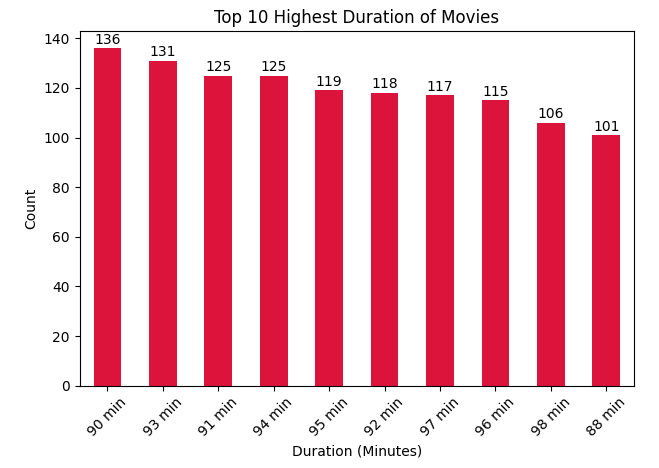 Top 10 Highest Duration of Movies
Count
140
120
100
80
60
40
20
0
136
131
125
125
119
118
117
115
106
101
90 min
93 min
91 min
94 min
95 min
92 min
97 min
96 min
98 min
88 min
Duration (Minutes)